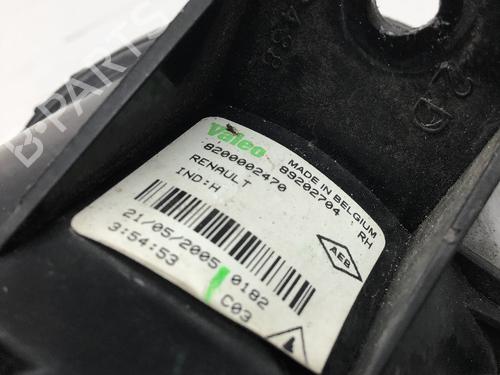 Valeo
MADE IN BELGIUM
8200002470
89202704 RH
RENAULT
IND:H
AEB
21/05/2005 0182
3:54:53 C03
2D
B-PARTS